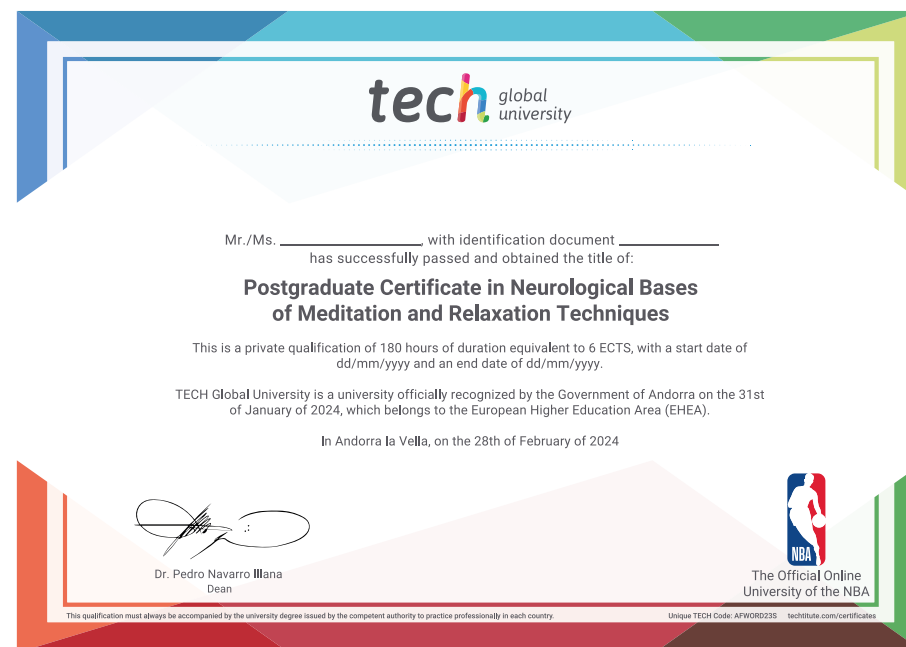 tech global university
Mr./Ms. ____________________, with identification document ______________
has successfully passed and obtained the title of:
Postgraduate Certificate in Neurological Bases
of Meditation and Relaxation Techniques
This is a private qualification of 180 hours of duration equivalent to 6 ECTS, with a start date of
dd/mm/yyyy and an end date of dd/mm/yyyy.
TECH Global University is a university officially recognized by the Government of Andorra on the 31st
of January of 2024, which belongs to the European Higher Education Area (EHEA).
In Andorra la Vella, on the 28th of February of 2024
Dr. Pedro Navarro Illana
Dean
NBA
The Official Online
University of the NBA
This qualification must always be accompanied by the university degree issued by the competent authority to practice professionally in each country.
Unique TECH Code: AFWORD23S techtitute.com/certificates